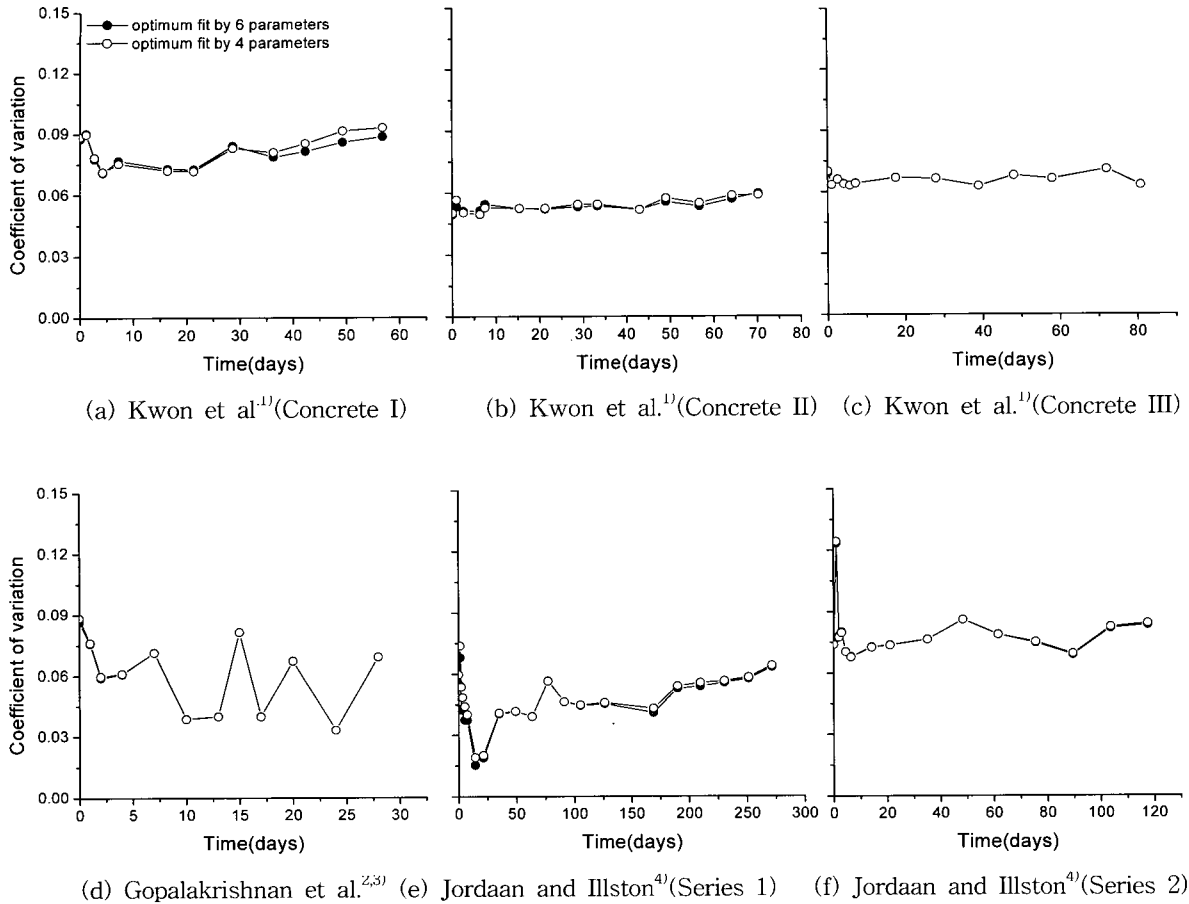 optimum fit by 6 parameters
optimum fit by 4 parameters
Coefficient of variation
0.15
0.12
0.09
0.06
0.03
0.00
0 10 20 30 40 50 60
0 10 20 30 40 50 60 70 80
0 20 40 60 80
Time(days)
Time(days)
Time(days)
(a) Kwon et al.1)(Concrete I)
(b) Kwon et al.1)(Concrete II)
(c) Kwon et al.1)(Concrete III)
Coefficient of variation
0.15
0.12
0.09
0.06
0.03
0.00
0 5 10 15 20 25 30
0 50 100 150 200 250 300
0 20 40 60 80 100 120
Time(days)
Time(days)
Time(days)
(d) Gopalakrishnan et al.2,3)
(e) Jordaan and Illston4)(Series 1)
(f) Jordaan and Illston4)(Series 2)